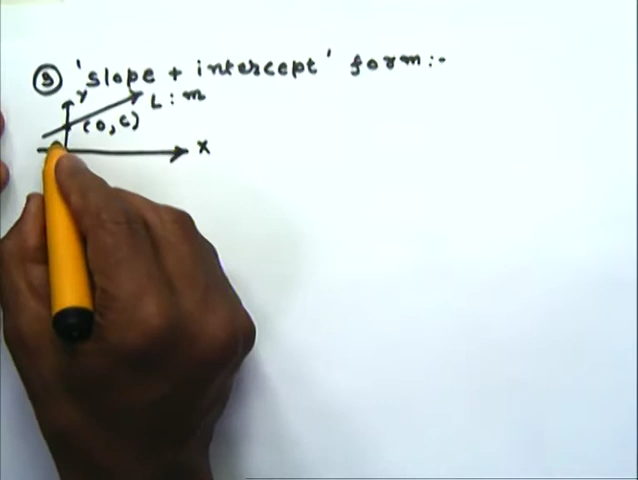 ③ 'slope + intercept' form:-
Y
L : m
(0, c)
X